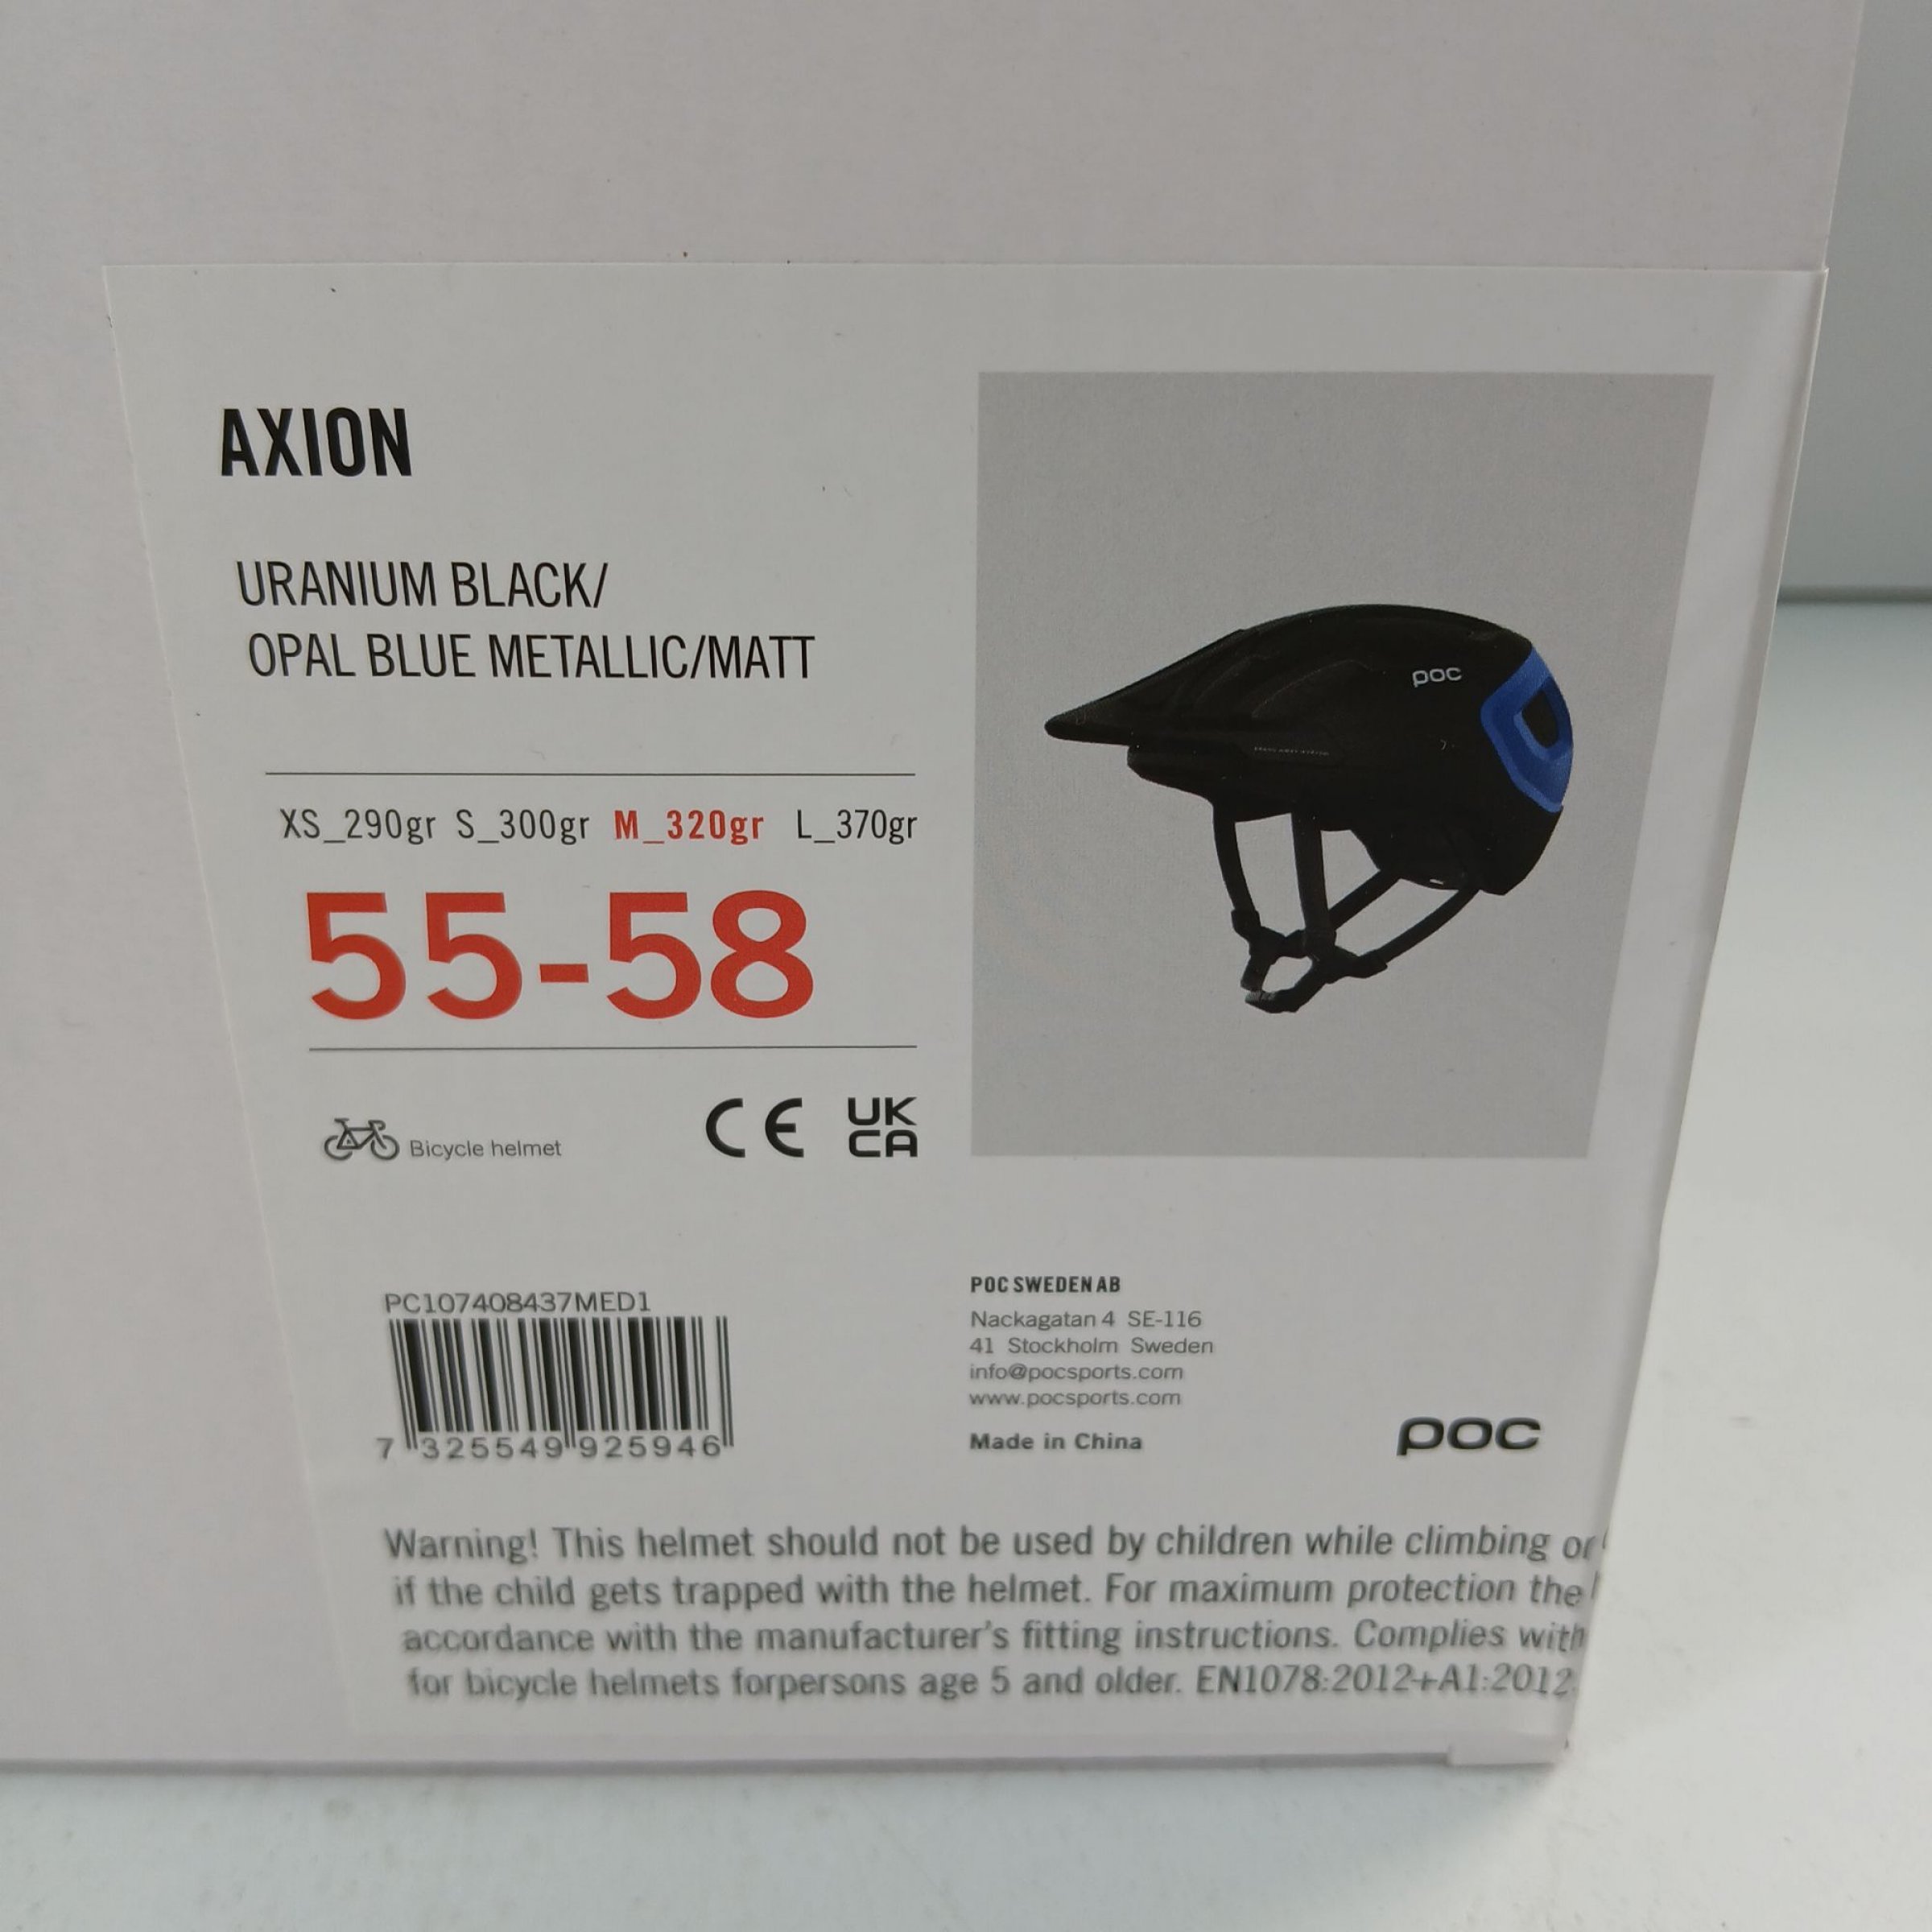 AXION
URANIUM BLACK/
OPAL BLUE METALLIC/MATT
XS_290gr S_300gr M_320gr L_370gr
55-58
Bicycle helmet
CE
UK
CA
poc
PC107408437MED1
7 325549 925946
POC SWEDEN AB
Nackagatan 4 SE-116
41 Stockholm Sweden
info@pocsports.com
www.pocsports.com
Made in China
poc
Warning! This helmet should not be used by children while climbing or
if the child gets trapped with the helmet. For maximum protection the
accordance with the manufacturer's fitting instructions. Complies with
for bicycle helmets forpersons age 5 and older. EN1078:2012+A1:2012